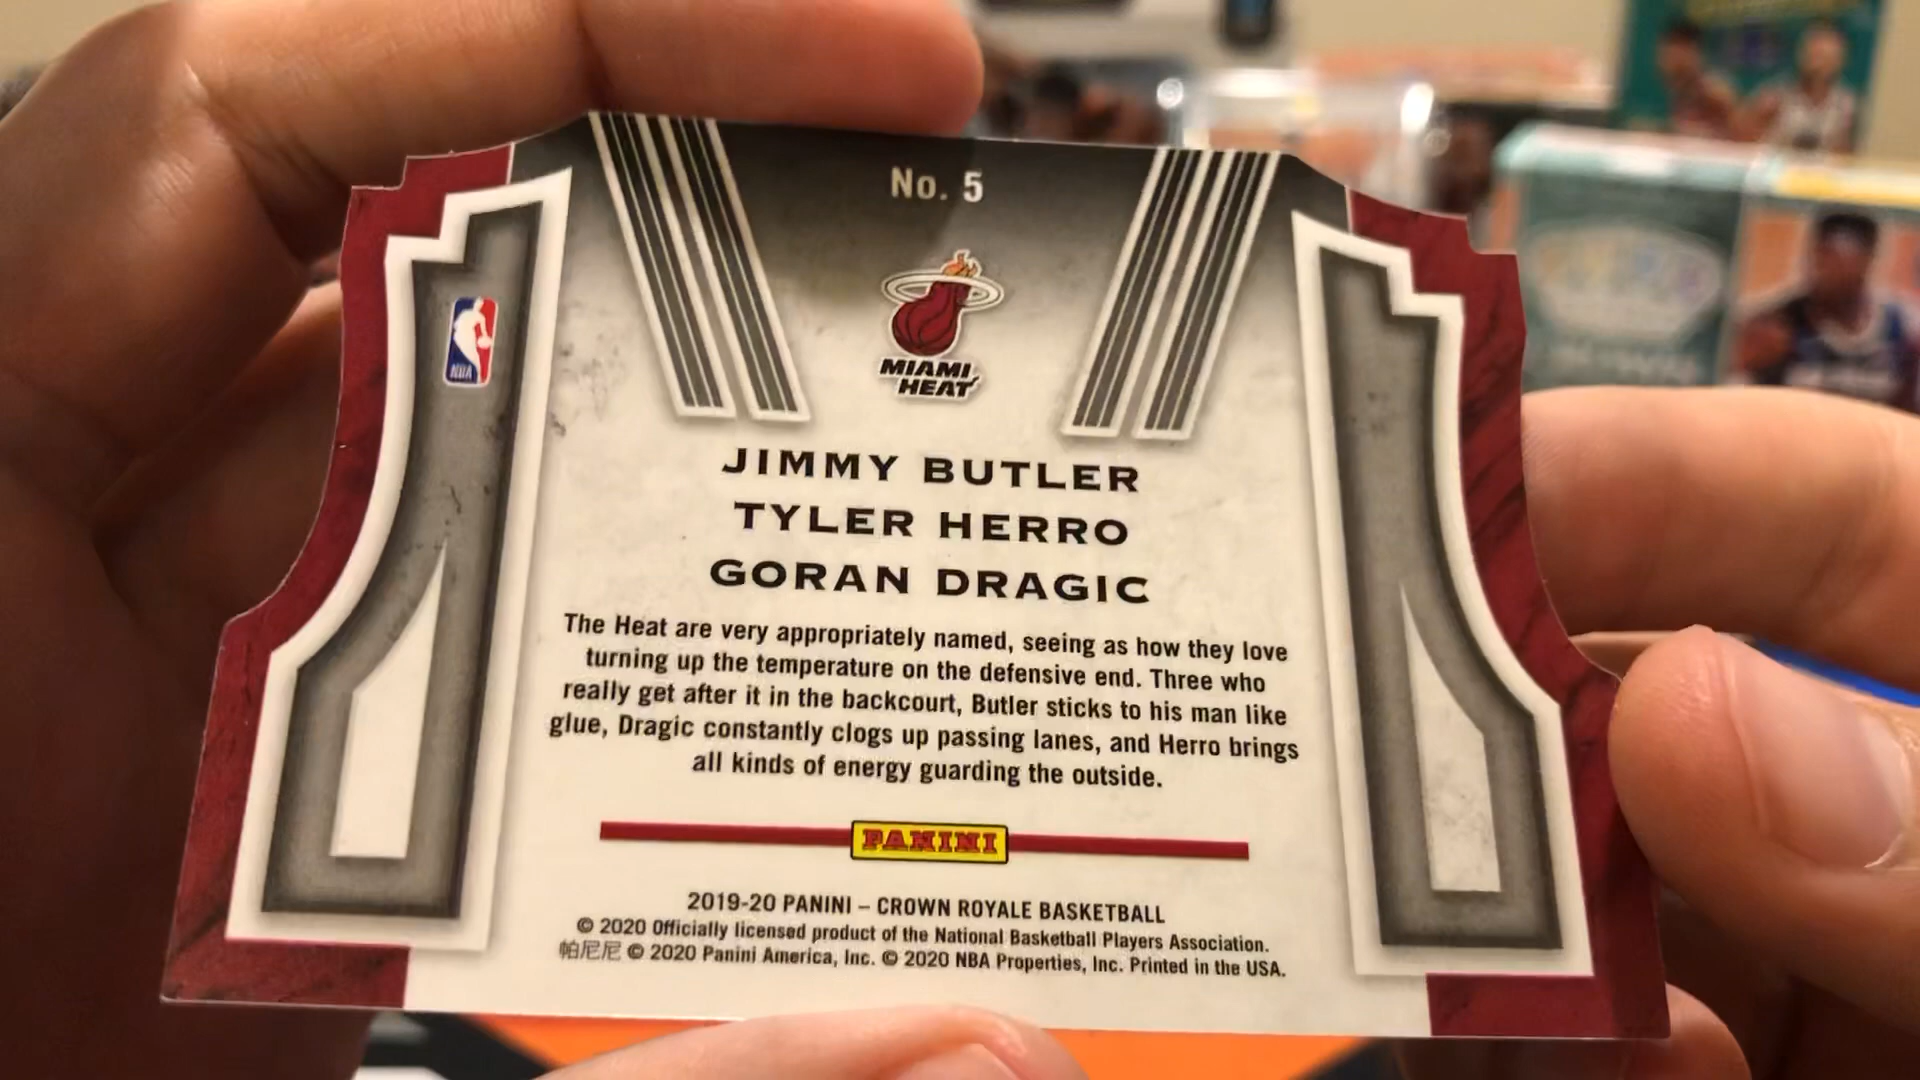 No. 5
NBA
MIAMI
HEAT
JIMMY BUTLER
TYLER HERRO
GORAN DRAGIC
The Heat are very appropriately named, seeing as how they love
turning up the temperature on the defensive end. Three who
really get after it in the backcourt, Butler sticks to his man like
glue, Dragic constantly clogs up passing lanes, and Herro brings
all kinds of energy guarding the outside.
PANINI
2019-20 PANINI – CROWN ROYALE BASKETBALL
© 2020 Officially licensed product of the National Basketball Players Association.
帕尼尼 © 2020 Panini America, Inc. © 2020 NBA Properties, Inc. Printed in the USA.